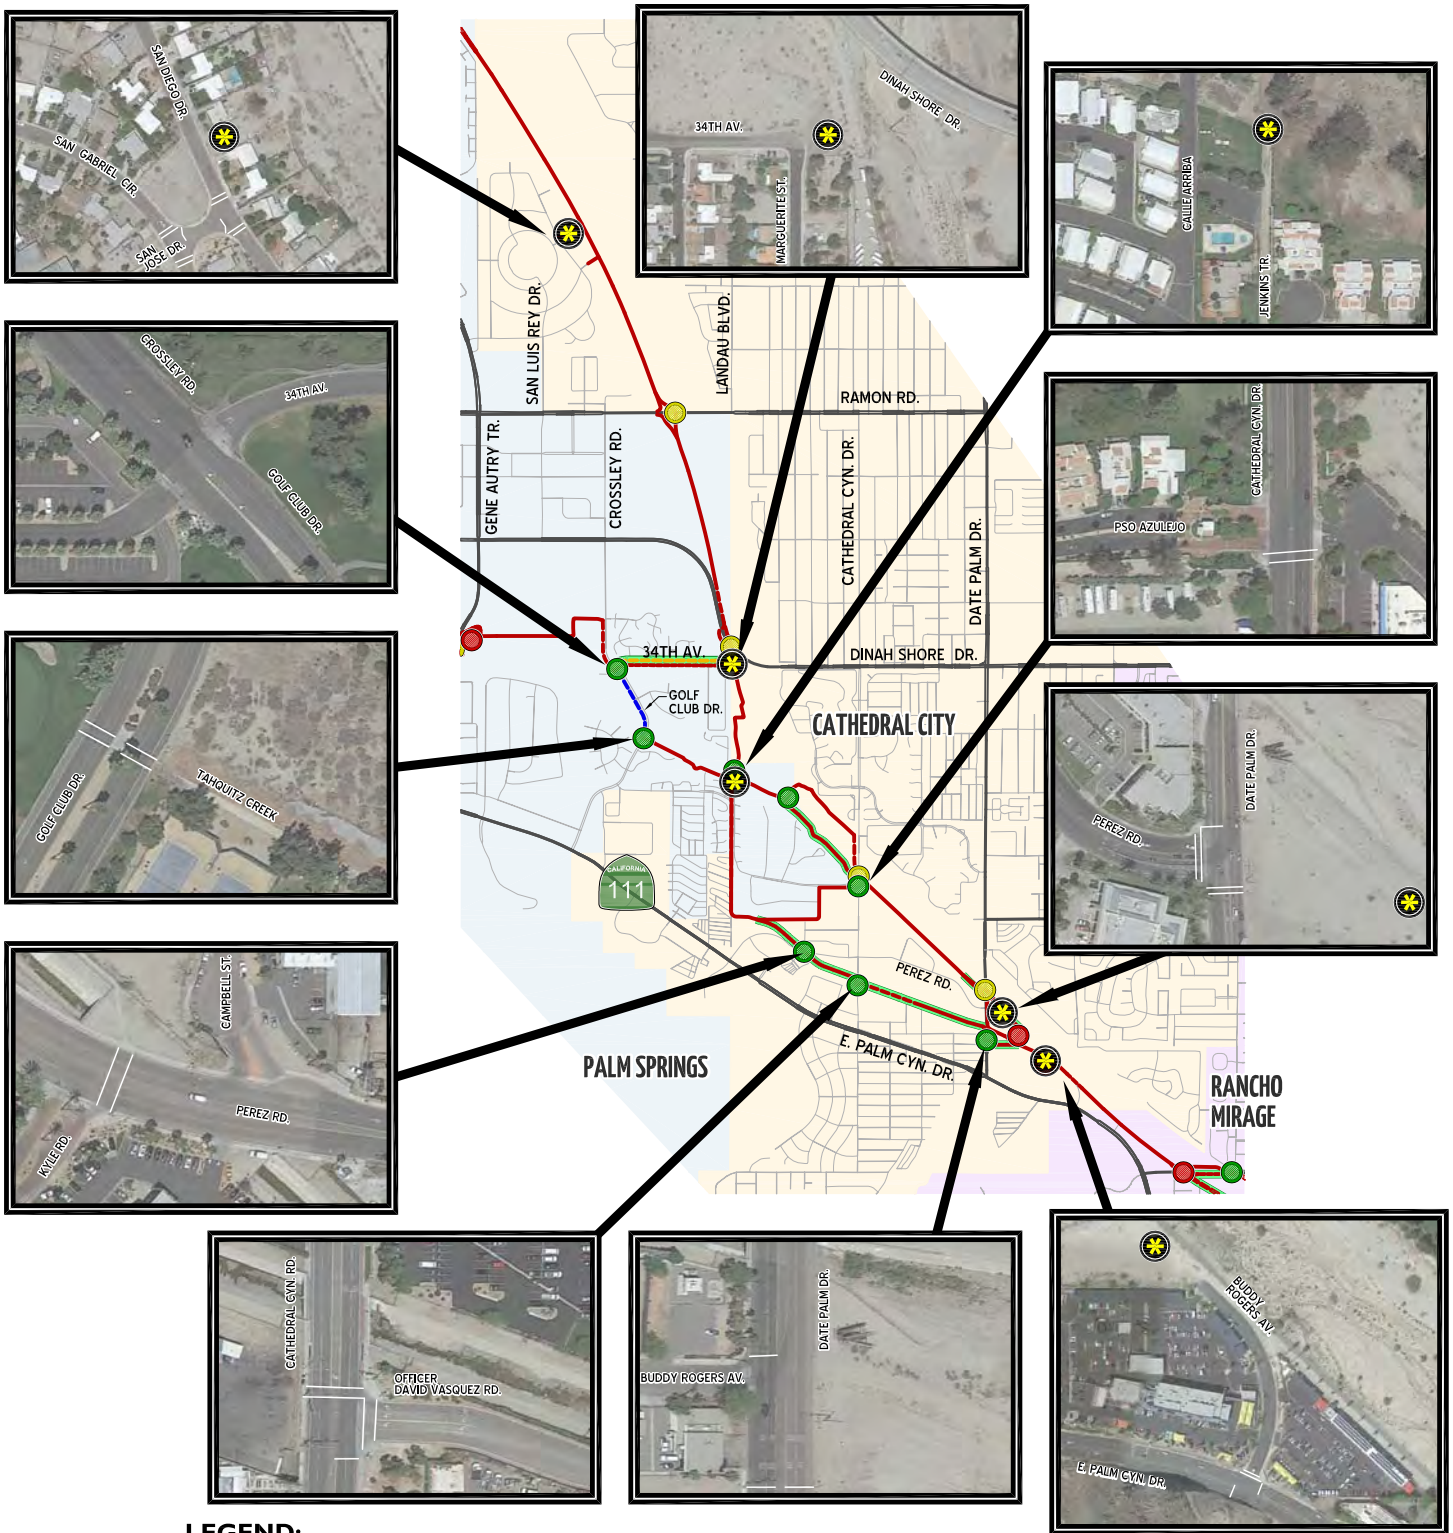 SAN DIEGO DR.
SAN GABRIEL CIR.
SAN
JOSE DR.
34TH AV.
DINAH SHORE DR.
MARGUERITE ST.
CALLE ARRIBA
JENKINS TR.
CROSSLEY RD.
34TH AV.
GOLF CLUB DR.
CATHEDRAL CYN. DR.
PSO AZULEJO
GOLF CLUB DR.
TAHQUITZ CREEK
DATE PALM DR.
PEREZ RD.
CAMPBELL ST.
PEREZ RD.
KYLE RD.
SAN LUIS REY DR.
LANDAU BLVD.
RAMON RD.
GENE AUTRY TR.
CROSSLEY RD.
CATHEDRAL CYN. DR.
DATE PALM DR.
34TH AV.
DINAH SHORE DR.
GOLF
CLUB DR.
CATHEDRAL CITY
CALIFORNIA
111
PEREZ RD.
E. PALM CYN. DR.
PALM SPRINGS
RANCHO
MIRAGE
CATHEDRAL CYN. RD.
OFFICER
DAVID VASQUEZ RD.
DATE PALM DR.
BUDDY ROGERS AV.
BUDDY
ROGERS AV.
E. PALM CYN. DR.
LEGEND: